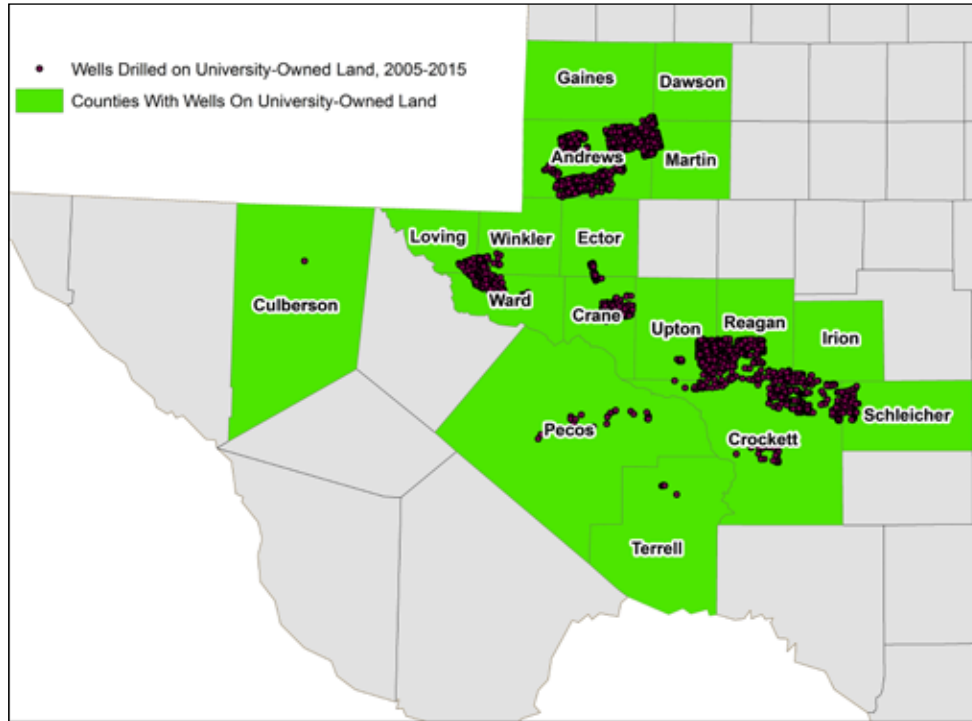 Wells Drilled on University-Owned Land, 2005-2015
Counties With Wells On University-Owned Land
Gaines
Dawson
Andrews
Martin
Loving
Winkler
Ector
Culberson
Ward
Crane
Upton
Reagan
Irion
Schleicher
Pecos
Crockett
Terrell